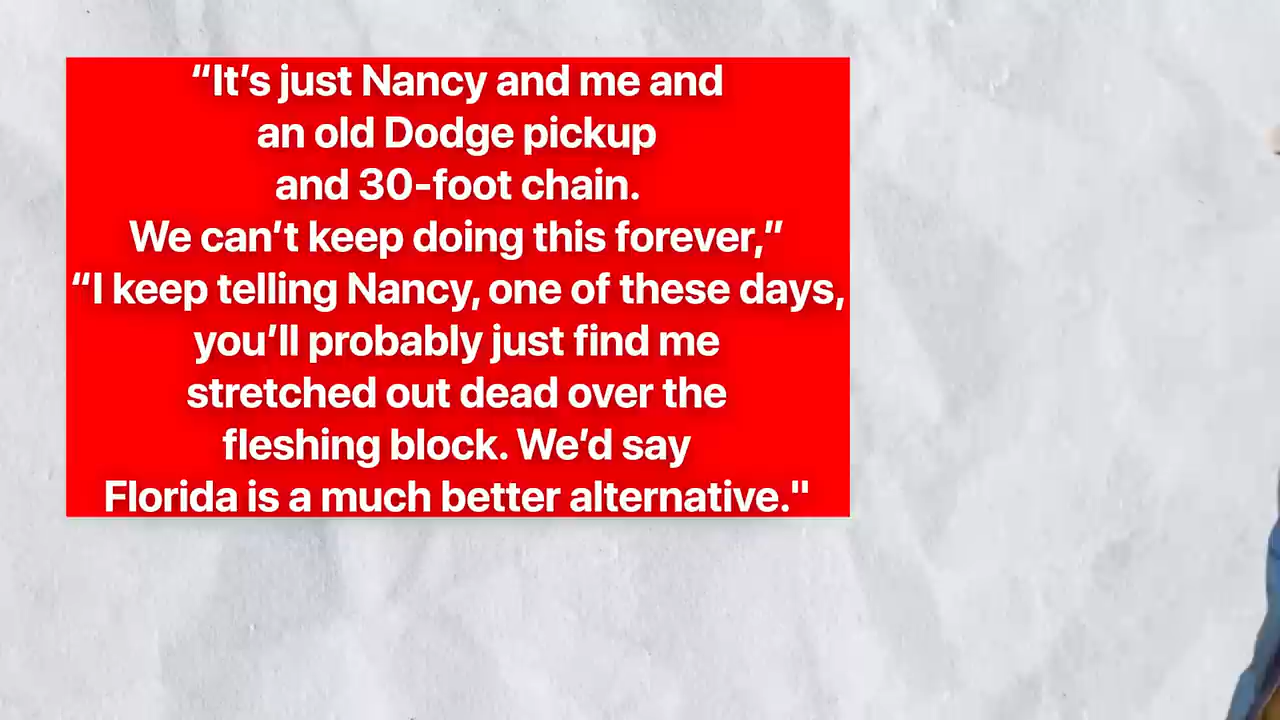 “It’s just Nancy and me and
an old Dodge pickup
and 30-foot chain.
We can’t keep doing this forever,”
“I keep telling Nancy, one of these days,
you’ll probably just find me
stretched out dead over the
fleshing block. We’d say
Florida is a much better alternative."